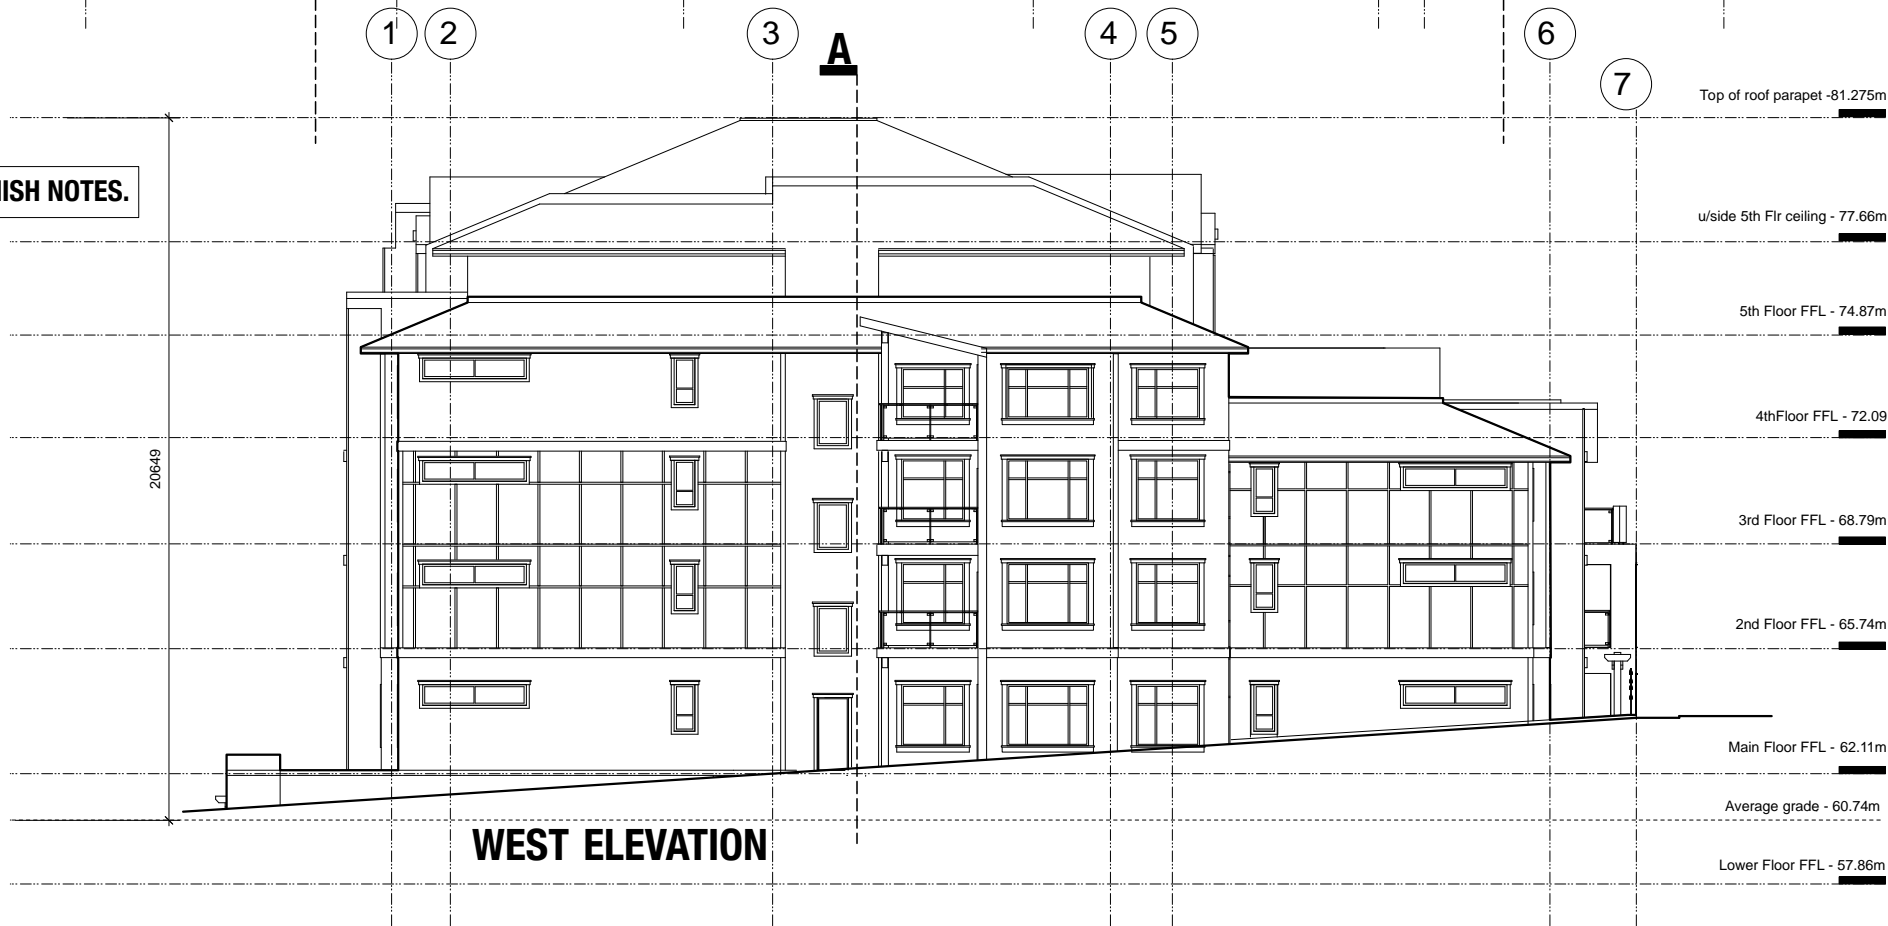 1 2 3 A 4 5 6 7
Top of roof parapet -81.275m
ISH NOTES.
u/side 5th Flr ceiling - 77.66m
5th Floor FFL - 74.87m
4thFloor FFL - 72.09
20649
3rd Floor FFL - 68.79m
2nd Floor FFL - 65.74m
Main Floor FFL - 62.11m
Average grade - 60.74m
WEST ELEVATION
Lower Floor FFL - 57.86m